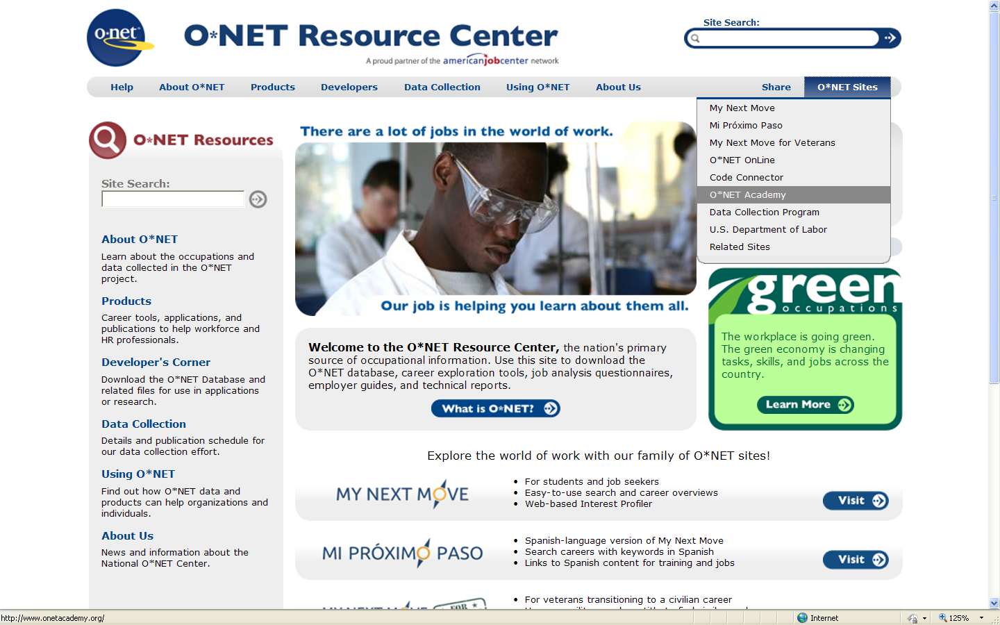 o·net
O*NET Resource Center
A proud partner of the americanjobcenter network
Site Search:
Help
About O*NET
Products
Developers
Data Collection
Using O*NET
About Us
Share
O*NET Sites
My Next Move
Mi Próximo Paso
My Next Move for Veterans
O*NET OnLine
Code Connector
O*NET Academy
Data Collection Program
U.S. Department of Labor
Related Sites
O*NET Resources
Site Search:
About O*NET
Learn about the occupations and
data collected in the O*NET
project.
Products
Career tools, applications, and
publications to help workforce and
HR professionals.
Developer's Corner
Download the O*NET Database and
related files for use in applications
or research.
Data Collection
Details and publication schedule for
our data collection effort.
Using O*NET
Find out how O*NET data and
products can help organizations and
individuals.
About Us
News and information about the
National O*NET Center.
There are a lot of jobs in the world of work.
Our job is helping you learn about them all.
Welcome to the O*NET Resource Center, the nation's primary
source of occupational information. Use this site to download the
O*NET database, career exploration tools, job analysis questionnaires,
employer guides, and technical reports.
What is O*NET?
green
occupations
The workplace is going green.
The green economy is changing
tasks, skills, and jobs across the
country.
Learn More
Explore the world of work with our family of O*NET sites!
MY NEXT MOVE
• For students and job seekers
• Easy-to-use search and career overviews
• Web-based Interest Profiler
Visit
MI PRÓXIMO PASO
• Spanish-language version of My Next Move
• Search careers with keywords in Spanish
• Links to Spanish content for training and jobs
Visit
MY NEXT MOVE
FOR
• For veterans transitioning to a civilian career
http://www.onetacademy.org/
Internet
125%